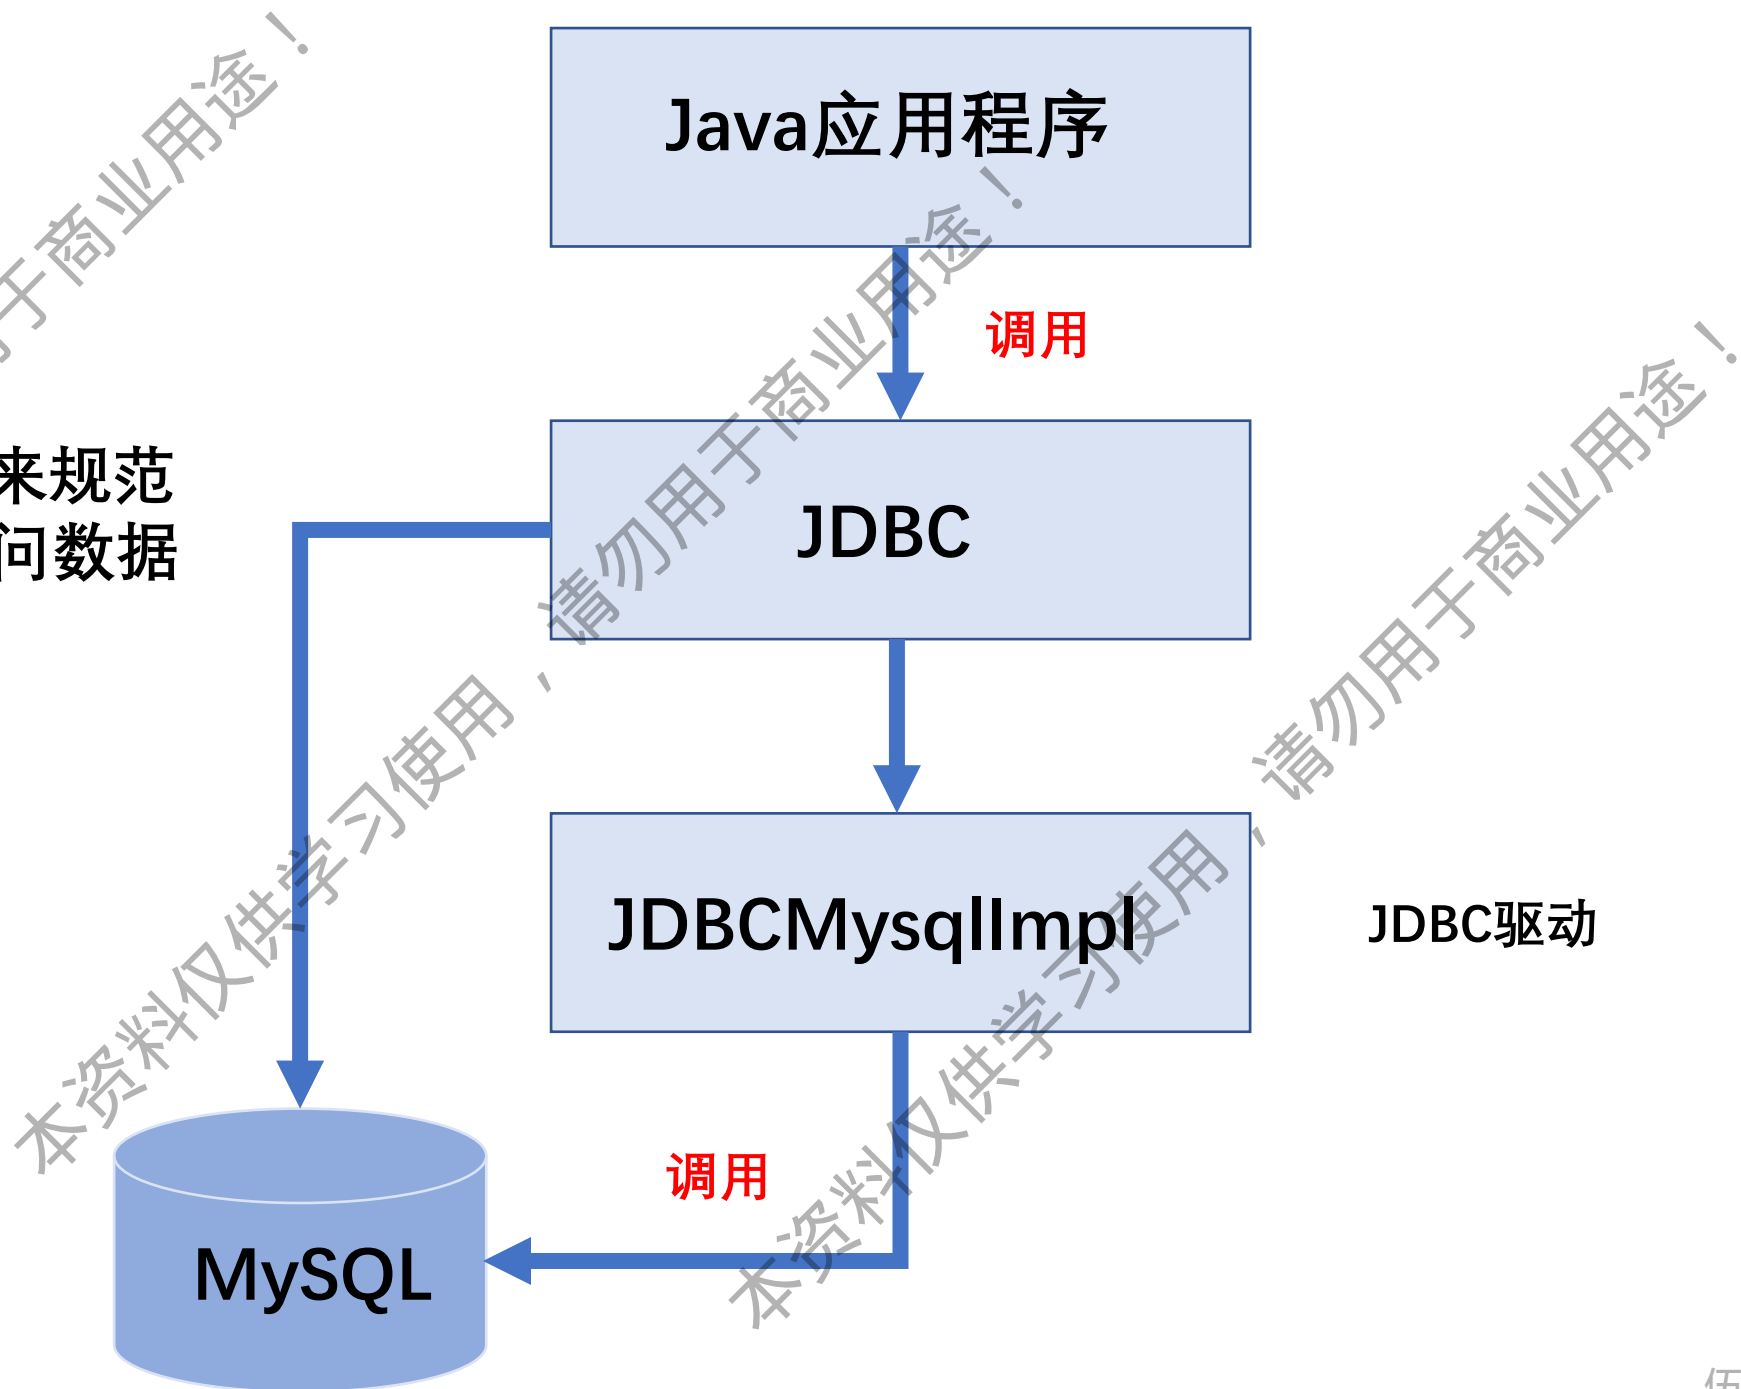 Java应用程序
调用
来规范
问数据
JDBC
JDBCMysqlImpl
JDBC驱动
调用
MySQL
于商业用途！
本资料仅供学习使用，请勿用于商业用途！
本资料仅供学习使用，请勿用于商业用途！